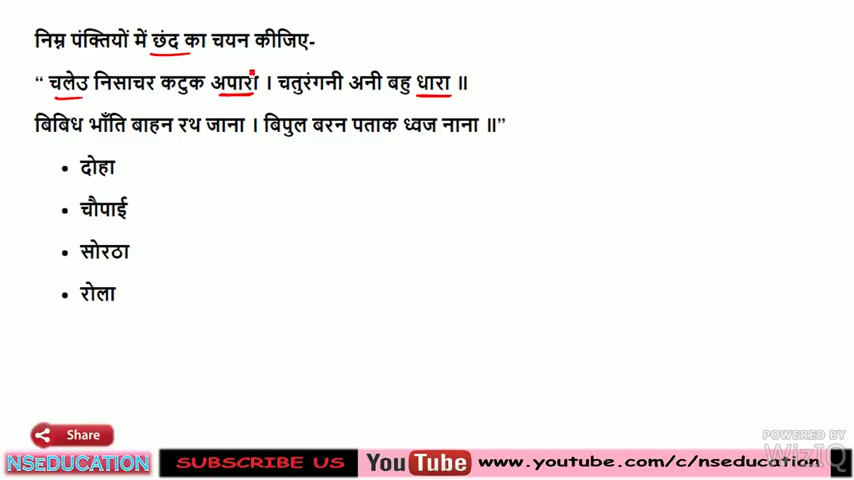 निम्न पंक्तियों में छंद का चयन कीजिए-
“ चलेउ निसाचर कटुक अपारा । चतुरंगनी अनी बहु धारा ॥
बिबिध भाँति बाहन रथ जाना । बिपुल बरन पताक ध्वज नाना ॥”
• दोहा
• चौपाई
• सोरठा
• रोला
Share
POWERED BY
WizIQ
NSEDUCATION SUBSCRIBE US YouTube www.youtube.com/c/nseducation